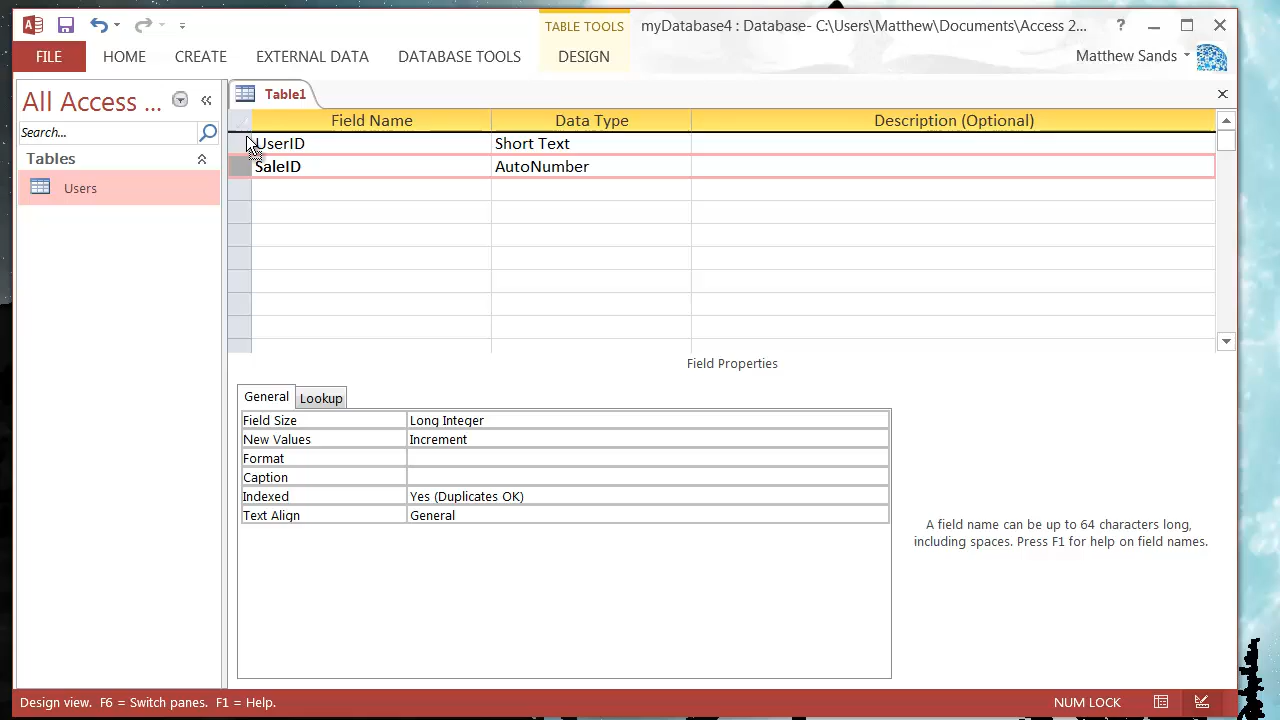 TABLE TOOLS
myDatabase4 : Database- C:\Users\Matthew\Documents\Access 2...
?
FILE
HOME
CREATE
EXTERNAL DATA
DATABASE TOOLS
DESIGN
Matthew Sands
All Access ...
Table1
Search...
Field Name
Data Type
Description (Optional)
Tables
UserID
Short Text
SaleID
AutoNumber
Users
Field Properties
General
Lookup
Field Size
Long Integer
New Values
Increment
Format
Caption
Indexed
Yes (Duplicates OK)
Text Align
General
A field name can be up to 64 characters long,
including spaces. Press F1 for help on field names.
Design view.  F6 = Switch panes.  F1 = Help.
NUM LOCK